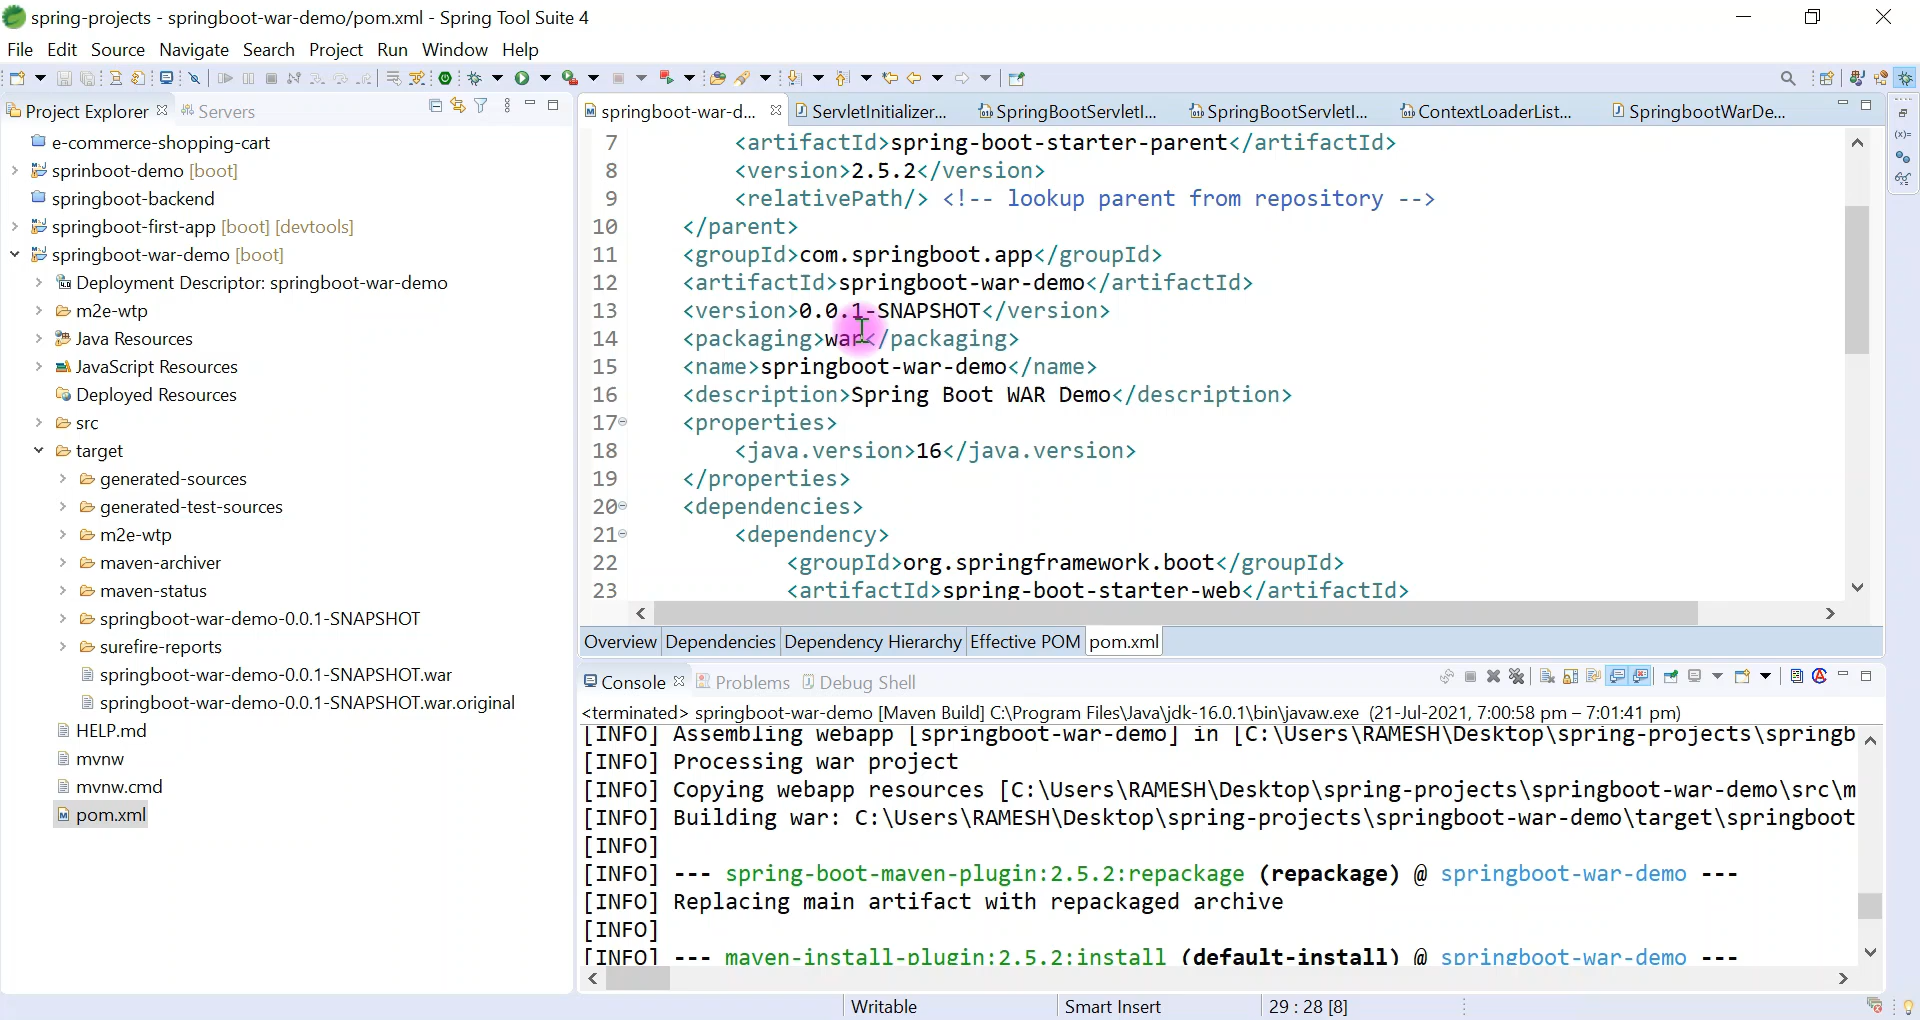 spring-projects - springboot-war-demo/pom.xml - Spring Tool Suite 4
File Edit Source Navigate Search Project Run Window Help
Project Explorer
Servers
e-commerce-shopping-cart
sprinboot-demo [boot]
springboot-backend
springboot-first-app [boot] [devtools]
springboot-war-demo [boot]
Deployment Descriptor: springboot-war-demo
m2e-wtp
Java Resources
JavaScript Resources
Deployed Resources
src
target
generated-sources
generated-test-sources
m2e-wtp
maven-archiver
maven-status
springboot-war-demo-0.0.1-SNAPSHOT
surefire-reports
springboot-war-demo-0.0.1-SNAPSHOT.war
springboot-war-demo-0.0.1-SNAPSHOT.war.original
HELP.md
mvnw
mvnw.cmd
pom.xml
springboot-war-d... ServletInitializer... SpringBootServletI... SpringBootServletI... ContextLoaderList... SpringbootWarDe...
7 <artifactId>spring-boot-starter-parent</artifactId>
8 <version>2.5.2</version>
9 <relativePath/> <!-- lookup parent from repository -->
10 </parent>
11 <groupId>com.springboot.app</groupId>
12 <artifactId>springboot-war-demo</artifactId>
13 <version>0.0.1-SNAPSHOT</version>
14 <packaging>war</packaging>
15 <name>springboot-war-demo</name>
16 <description>Spring Boot WAR Demo</description>
17 <properties>
18 <java.version>16</java.version>
19 </properties>
20 <dependencies>
21 <dependency>
22 <groupId>org.springframework.boot</groupId>
23 <artifactId>spring-boot-starter-web</artifactId>
Overview Dependencies Dependency Hierarchy Effective POM pom.xml
Console Problems Debug Shell
<terminated> springboot-war-demo [Maven Build] C:\Program Files\Java\jdk-16.0.1\bin\javaw.exe (21-Jul-2021, 7:00:58 pm – 7:01:41 pm)
[INFO] Assembling webapp [springboot-war-demo] in [C:\Users\RAMESH\Desktop\spring-projects\springb
[INFO] Processing war project
[INFO] Copying webapp resources [C:\Users\RAMESH\Desktop\spring-projects\springboot-war-demo\src\m
[INFO] Building war: C:\Users\RAMESH\Desktop\spring-projects\springboot-war-demo\target\springboot
[INFO]
[INFO] --- spring-boot-maven-plugin:2.5.2:repackage (repackage) @ springboot-war-demo ---
[INFO] Replacing main artifact with repackaged archive
[INFO]
[INFO] --- maven-install-plugin:2.5.2:install (default-install) @ springboot-war-demo ---
Writable Smart Insert 29 : 28 [8]